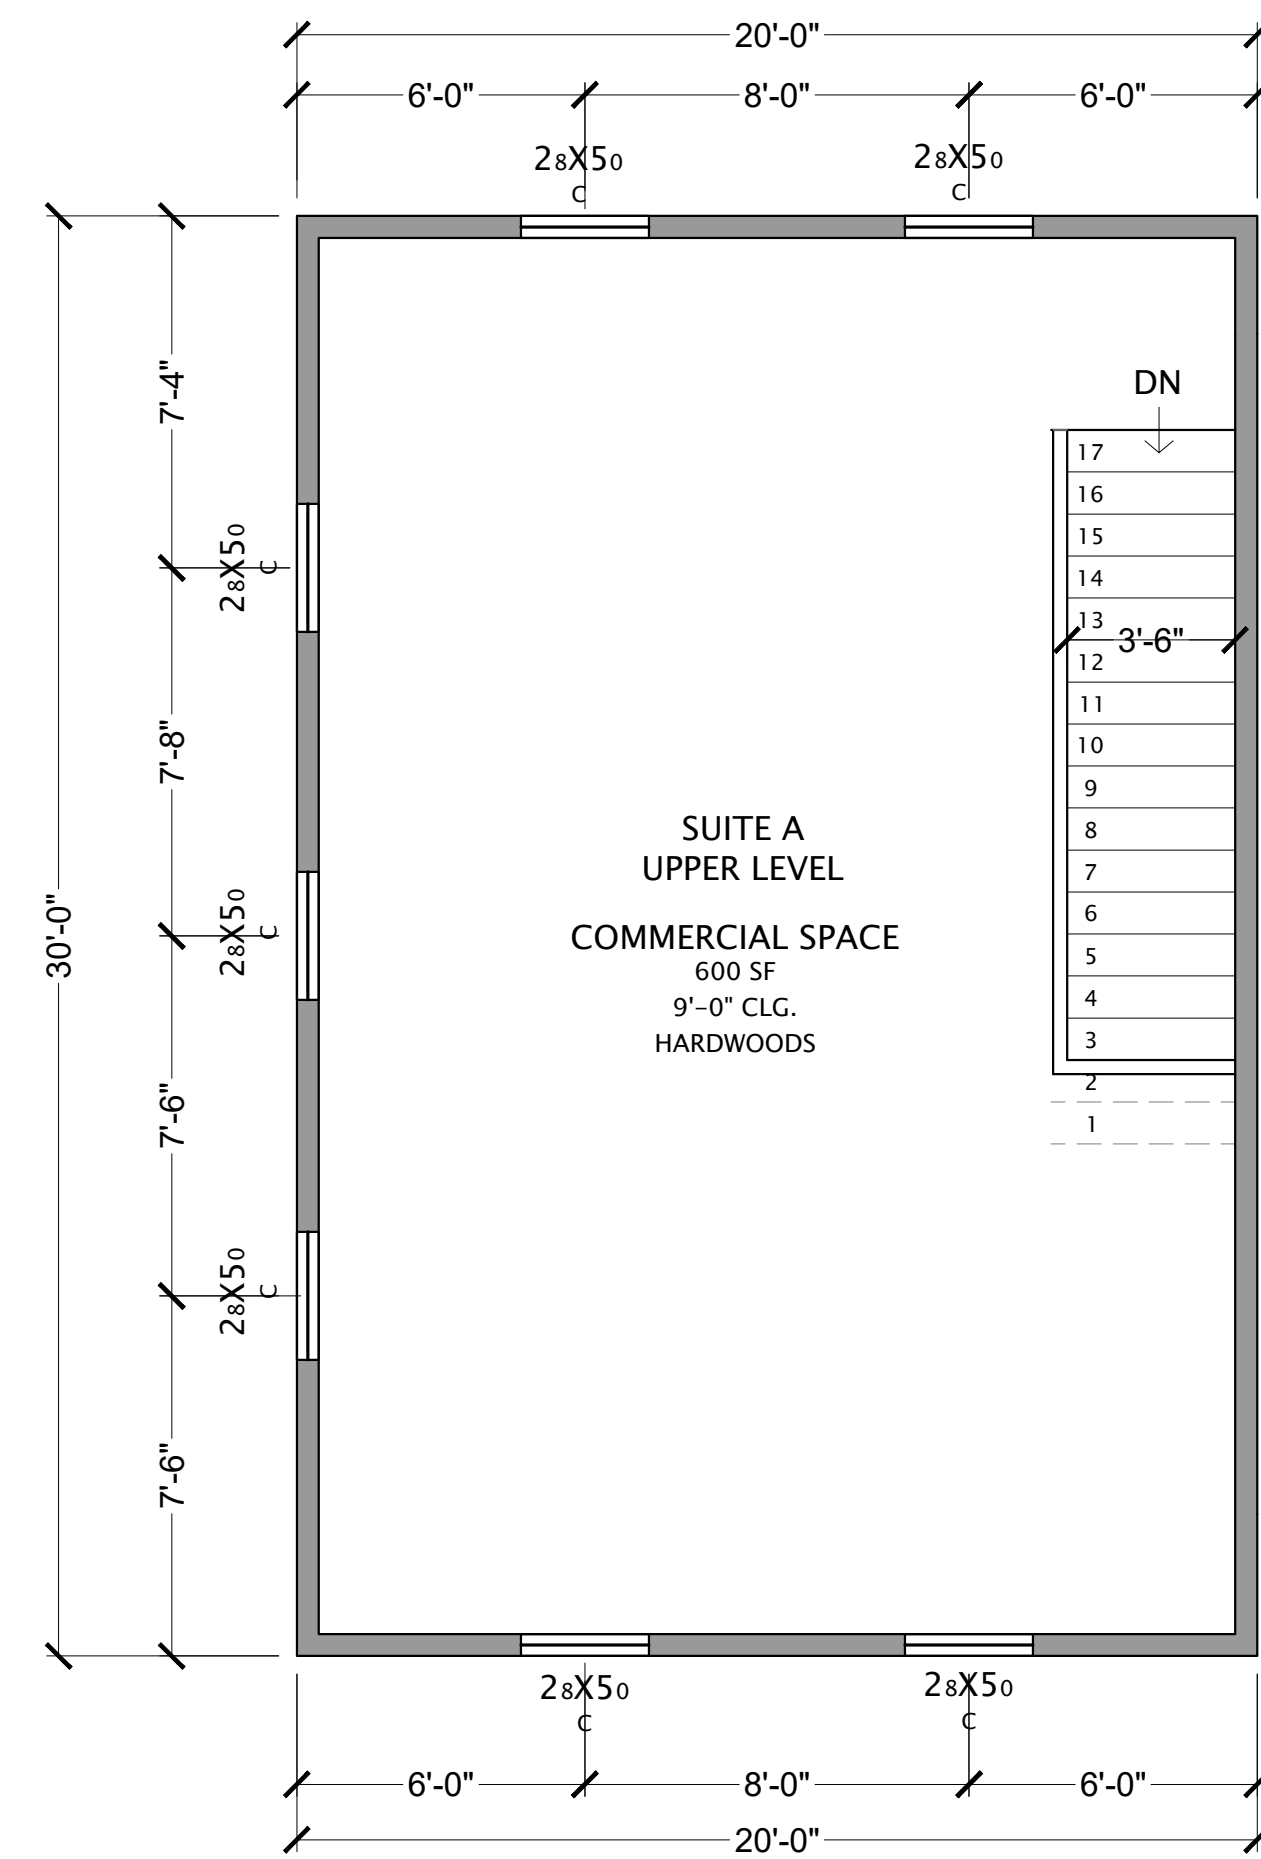 20'-0"
6'-0" 8'-0" 6'-0"
28X50 28X50
C C
7'-4"
DN
17
16
28X50
C
15
14
13
3'-6"
12
11
7'-8"
10
9
8
SUITE A
7
UPPER LEVEL
6
30'-0"
28X50
C
COMMERCIAL SPACE
5
600 SF
4
9'-0" CLG.
3
HARDWOODS
2
7'-6"
1
28X50
C
7'-6"
28X50 28X50
C C
6'-0" 8'-0" 6'-0"
20'-0"